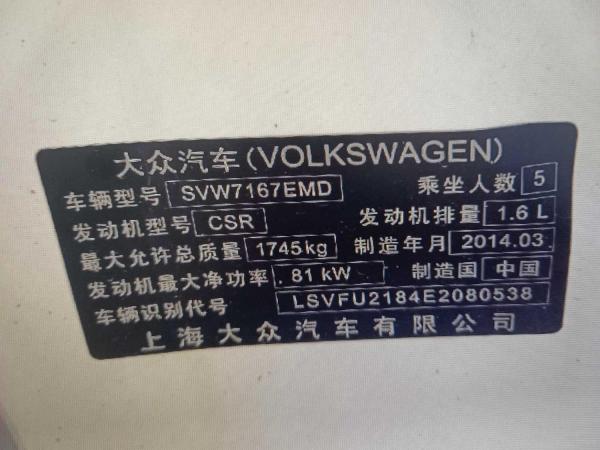 大众汽车(VOLKSWAGEN)
车辆型号 SVW7167EMD 乘坐人数 5
发动机型号 CSR 发动机排量 1.6 L
最大允许总质量 1745kg 制造年月 2014.03
发动机最大净功率 81 kW 制造国 中国
车辆识别代号 LSVFU2184E2080538
上海大众汽车有限公司